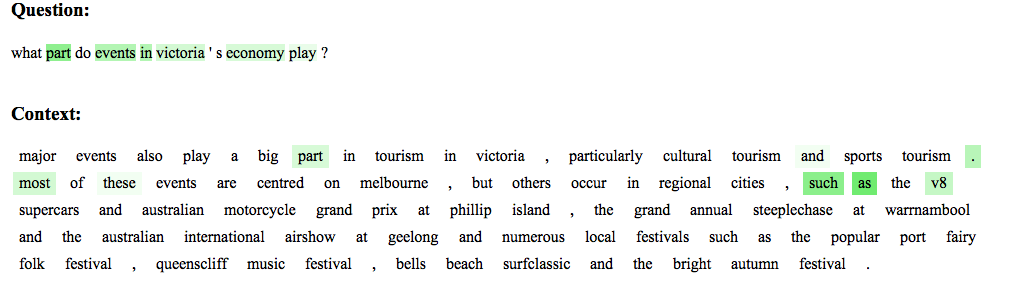 Question:
what part do events in victoria ' s economy play ?
Context:
major events also play a big part in tourism in victoria , particularly cultural tourism and sports tourism .
most of these events are centred on melbourne , but others occur in regional cities , such as the v8
supercars and australian motorcycle grand prix at phillip island , the grand annual steeplechase at warrnambool
and the australian international airshow at geelong and numerous local festivals such as the popular port fairy
folk festival , queenscliff music festival , bells beach surfclassic and the bright autumn festival .